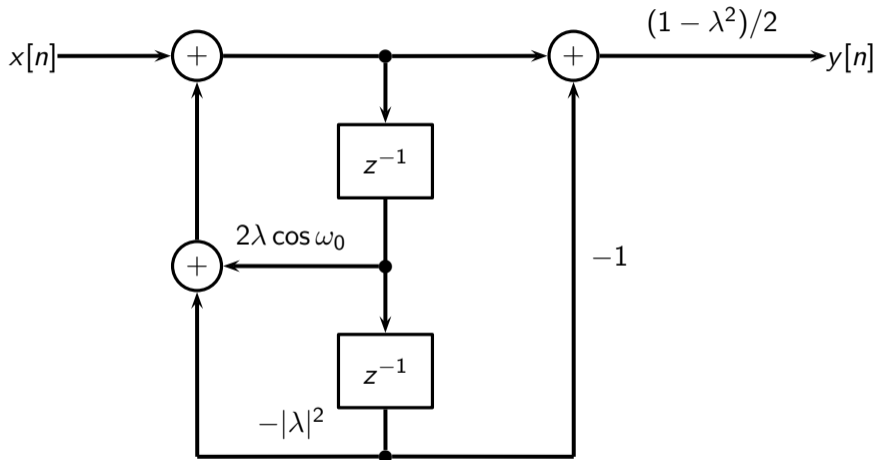 (1 − λ²)/2
x[n] + + y[n]
z⁻¹
2λ cos ω₀
+ −1
z⁻¹
−|λ|²